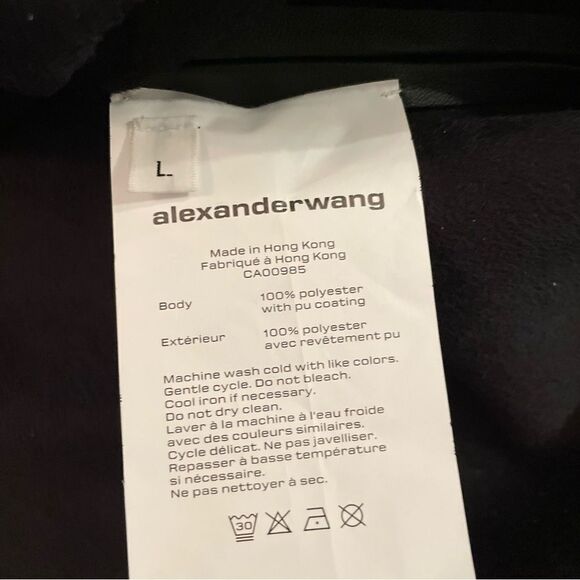 L
alexanderwang
Made in Hong Kong
Fabriqué à Hong Kong
CA00985
Body 100% polyester
with pu coating
Extérieur 100% polyester
avec revêtement pu
Machine wash cold with like colors.
Gentle cycle. Do not bleach.
Cool iron if necessary.
Do not dry clean.
Laver à la machine à l'eau froide
avec des couleurs similaires.
Cycle délicat. Ne pas javelliser.
Repasser à basse température
si nécessaire.
Ne pas nettoyer à sec.
30